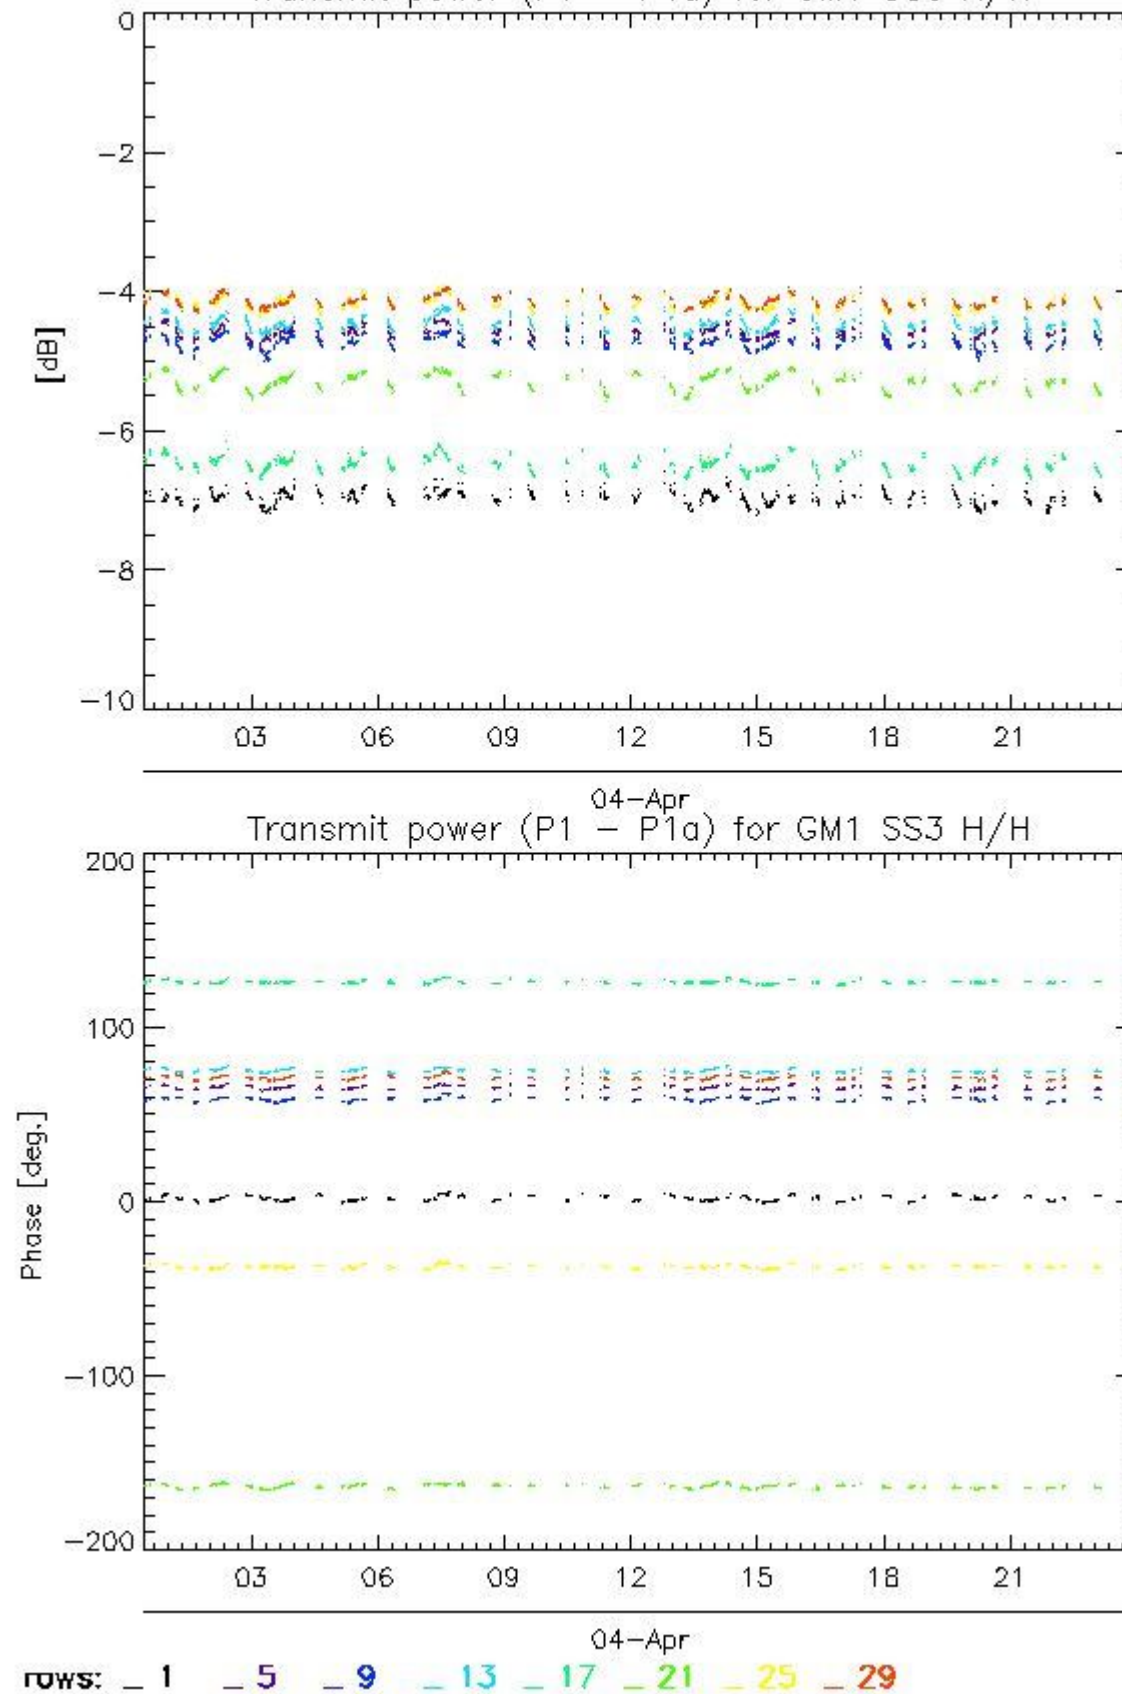 0
−2
−4
[dB]
−6
−8
−10
03 06 09 12 15 18 21
04−Apr
Transmit power (P1 − P1a) for GM1 SS3 H/H
200
100
Phase [deg.]
0
−100
−200
03 06 09 12 15 18 21
04−Apr
rows: _ 1 _ 5 _ 9 _ 13 _ 17 _ 21 _ 25 _ 29